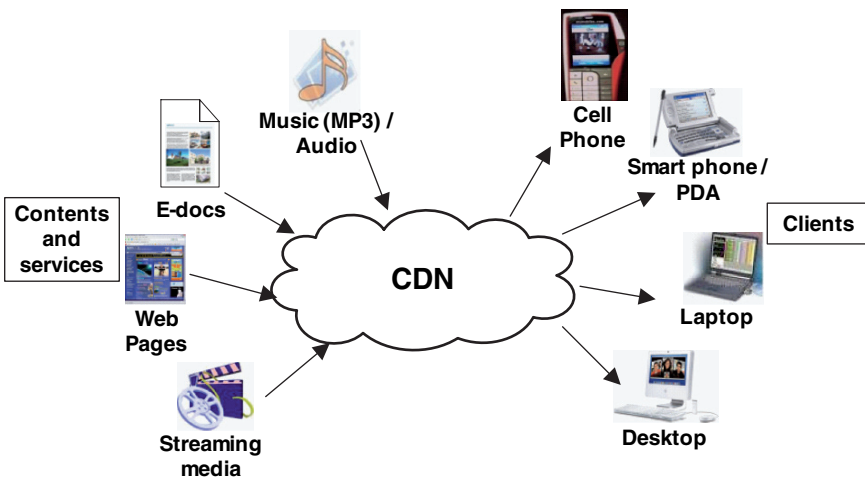 Music (MP3) /
Audio
Cell
Phone
Smart phone /
PDA
E-docs
Contents
and
services
Clients
CDN
Web
Pages
Laptop
Streaming
media
Desktop